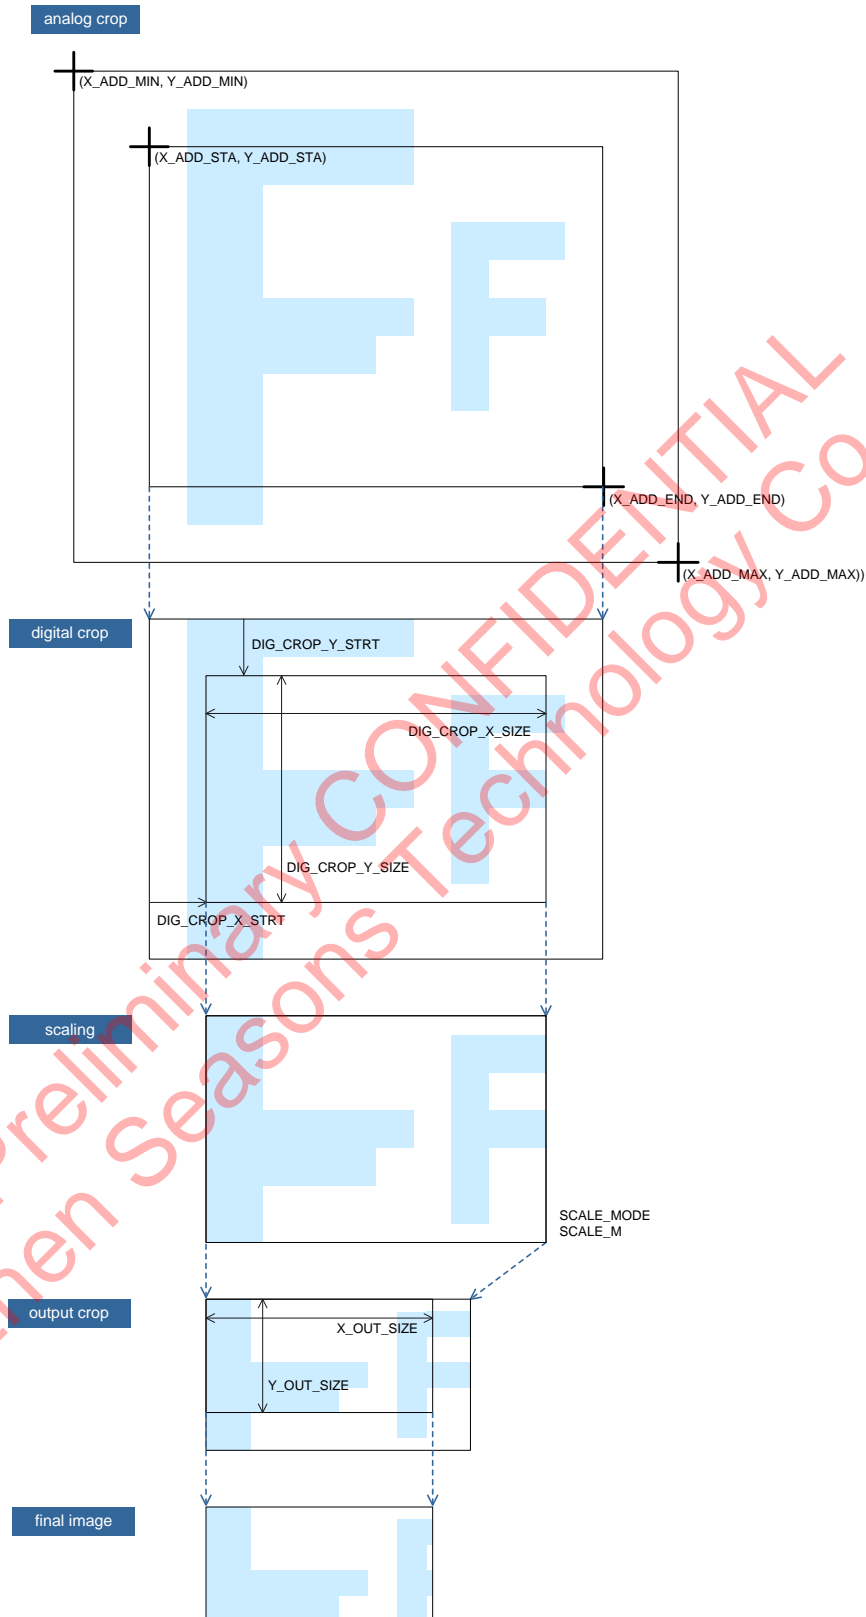 analog crop
(X_ADD_MIN, Y_ADD_MIN)
(X_ADD_STA, Y_ADD_STA)
(X_ADD_END, Y_ADD_END)
(X_ADD_MAX, Y_ADD_MAX))
digital crop
DIG_CROP_Y_STRT
DIG_CROP_X_SIZE
DIG_CROP_Y_SIZE
DIG_CROP_X_STRT
scaling
SCALE_MODE
SCALE_M
output crop
X_OUT_SIZE
Y_OUT_SIZE
final image
Preliminary CONFIDENTIAL
Seasons Technology